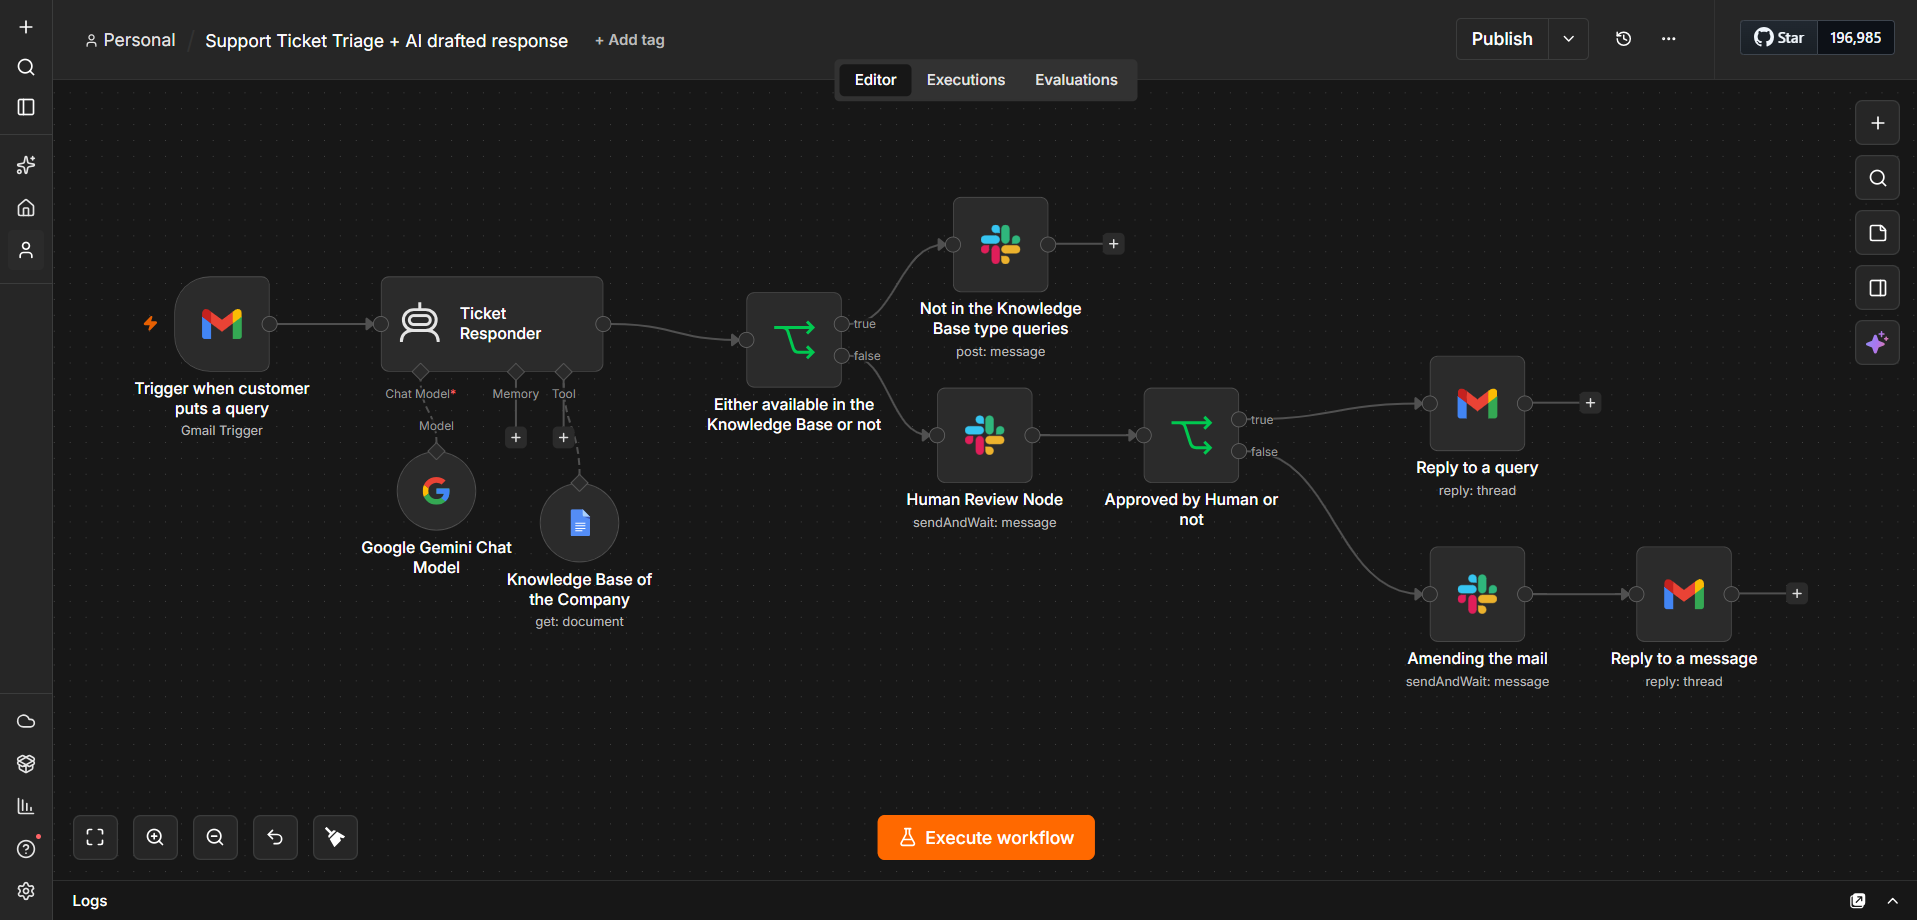 Personal / Support Ticket Triage + AI drafted response + Add tag
Publish
Star 196,985
Editor Executions Evaluations
Trigger when customer
puts a query
Gmail Trigger
Ticket
Responder
Chat Model*
Memory
Tool
Model
Google Gemini Chat
Model
Knowledge Base of
the Company
get: document
true
false
Either available in the
Knowledge Base or not
Not in the Knowledge
Base type queries
post: message
Human Review Node
sendAndWait: message
true
false
Approved by Human or
not
Reply to a query
reply: thread
Amending the mail
sendAndWait: message
Reply to a message
reply: thread
Execute workflow
Logs